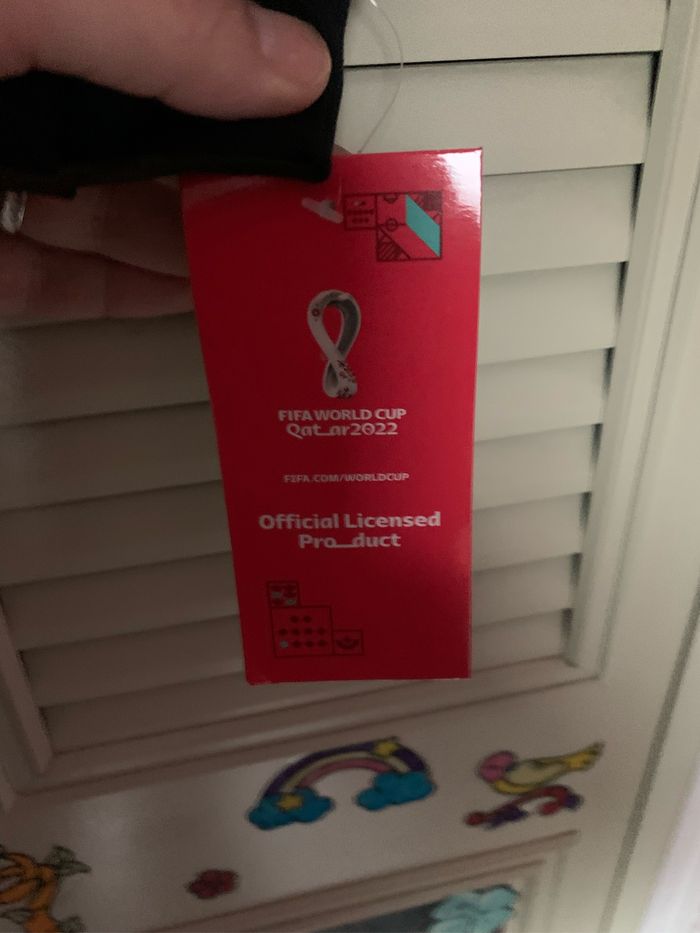 FIFA WORLD CUP
Qat_ar2022
FIFA.COM/WORLDCUP
Official Licensed
Pro_duct